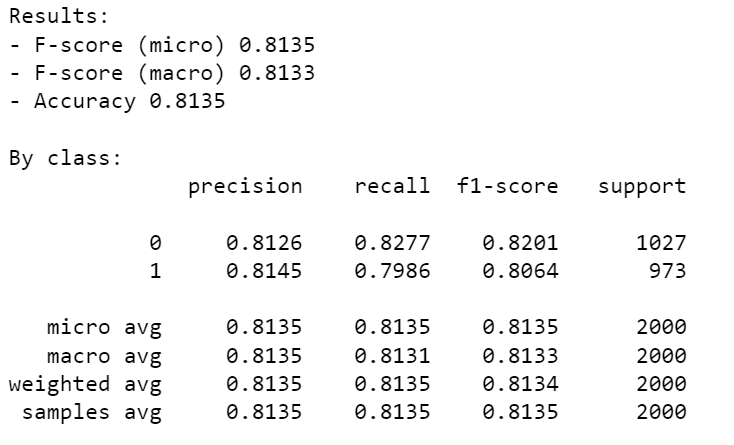 Results:
- F-score (micro) 0.8135
- F-score (macro) 0.8133
- Accuracy 0.8135
By class:
precision recall f1-score support
0 0.8126 0.8277 0.8201 1027
1 0.8145 0.7986 0.8064 973
micro avg 0.8135 0.8135 0.8135 2000
macro avg 0.8135 0.8131 0.8133 2000
weighted avg 0.8135 0.8135 0.8134 2000
samples avg 0.8135 0.8135 0.8135 2000